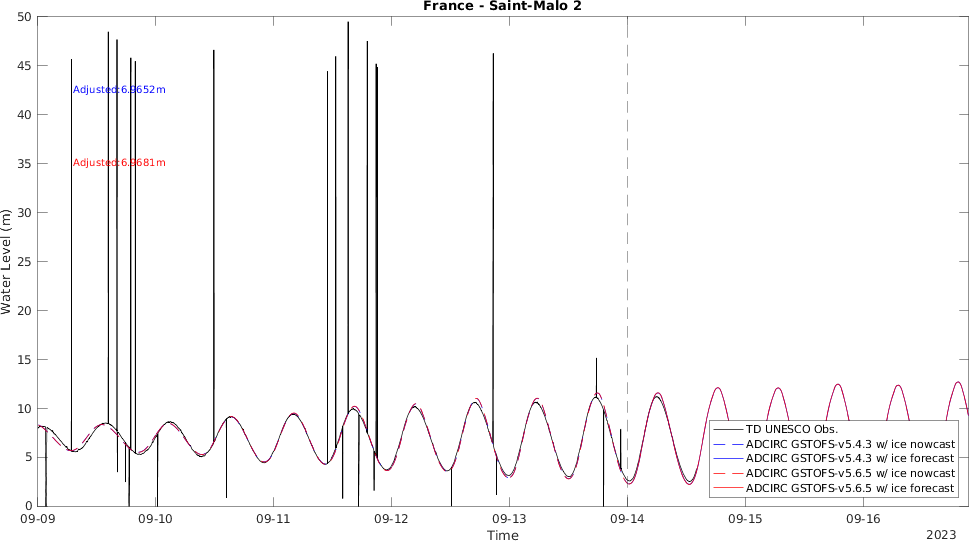 France - Saint-Malo 2
50
45
40
35
30
25
20
15
10
5
0
Water Level (m)
Adjusted:6.9652m
Adjusted:6.9681m
TD UNESCO Obs.
ADCIRC GSTOFS-v5.4.3 w/ ice nowcast
ADCIRC GSTOFS-v5.4.3 w/ ice forecast
ADCIRC GSTOFS-v5.6.5 w/ ice nowcast
ADCIRC GSTOFS-v5.6.5 w/ ice forecast
09-09 09-10 09-11 09-12 09-13 09-14 09-15 09-16
Time
2023